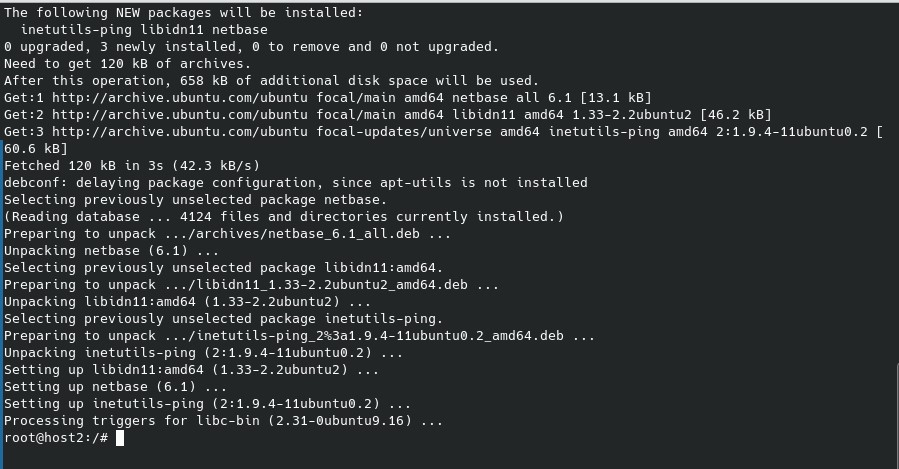 The following NEW packages will be installed:
  inetutils-ping libidn11 netbase
0 upgraded, 3 newly installed, 0 to remove and 0 not upgraded.
Need to get 120 kB of archives.
After this operation, 658 kB of additional disk space will be used.
Get:1 http://archive.ubuntu.com/ubuntu focal/main amd64 netbase all 6.1 [13.1 kB]
Get:2 http://archive.ubuntu.com/ubuntu focal/main amd64 libidn11 amd64 1.33-2.2ubuntu2 [46.2 kB]
Get:3 http://archive.ubuntu.com/ubuntu focal-updates/universe amd64 inetutils-ping amd64 2:1.9.4-11ubuntu0.2 [
60.6 kB]
Fetched 120 kB in 3s (42.3 kB/s)
debconf: delaying package configuration, since apt-utils is not installed
Selecting previously unselected package netbase.
(Reading database ... 4124 files and directories currently installed.)
Preparing to unpack .../archives/netbase_6.1_all.deb ...
Unpacking netbase (6.1) ...
Selecting previously unselected package libidn11:amd64.
Preparing to unpack .../libidn11_1.33-2.2ubuntu2_amd64.deb ...
Unpacking libidn11:amd64 (1.33-2.2ubuntu2) ...
Selecting previously unselected package inetutils-ping.
Preparing to unpack .../inetutils-ping_2%3a1.9.4-11ubuntu0.2_amd64.deb ...
Unpacking inetutils-ping (2:1.9.4-11ubuntu0.2) ...
Setting up libidn11:amd64 (1.33-2.2ubuntu2) ...
Setting up netbase (6.1) ...
Setting up inetutils-ping (2:1.9.4-11ubuntu0.2) ...
Processing triggers for libc-bin (2.31-0ubuntu9.16) ...
root@host2:/#